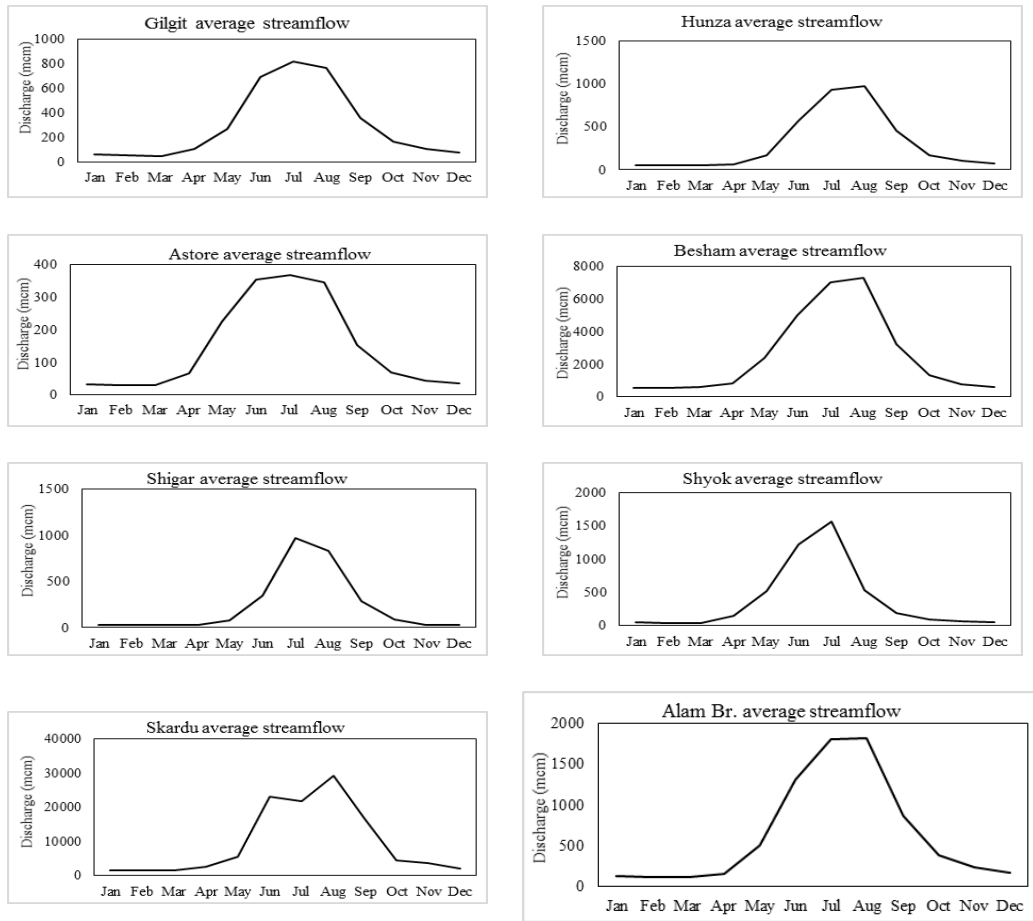 Gilgit average streamflow
Discharge (mcm)
1000
800
600
400
200
0
Jan Feb Mar Apr May Jun Jul Aug Sep Oct Nov Dec
Hunza average streamflow
Discharge (mcm)
1500
1000
500
0
Jan Feb Mar Apr May Jun Jul Aug Sep Oct Nov Dec
Astore average streamflow
Discharge (mcm)
400
300
200
100
0
Jan Feb Mar Apr May Jun Jul Aug Sep Oct Nov Dec
Besham average streamflow
Discharge (mcm)
8000
6000
4000
2000
0
Jan Feb Mar Apr May Jun Jul Aug Sep Oct Nov Dec
Shigar average streamflow
Discharge (mcm)
1500
1000
500
0
Jan Feb Mar Apr May Jun Jul Aug Sep Oct Nov Dec
Shyok average streamflow
Discharge (mcm)
2000
1500
1000
500
0
Jan Feb Mar Apr May Jun Jul Aug Sep Oct Nov Dec
Skardu average streamflow
Discharge (mcm)
40000
30000
20000
10000
0
Jan Feb Mar Apr May Jun Jul Aug Sep Oct Nov Dec
Alam Br. average streamflow
Discharge (mcm)
2000
1500
1000
500
0
Jan Feb Mar Apr May Jun Jul Aug Sep Oct Nov Dec